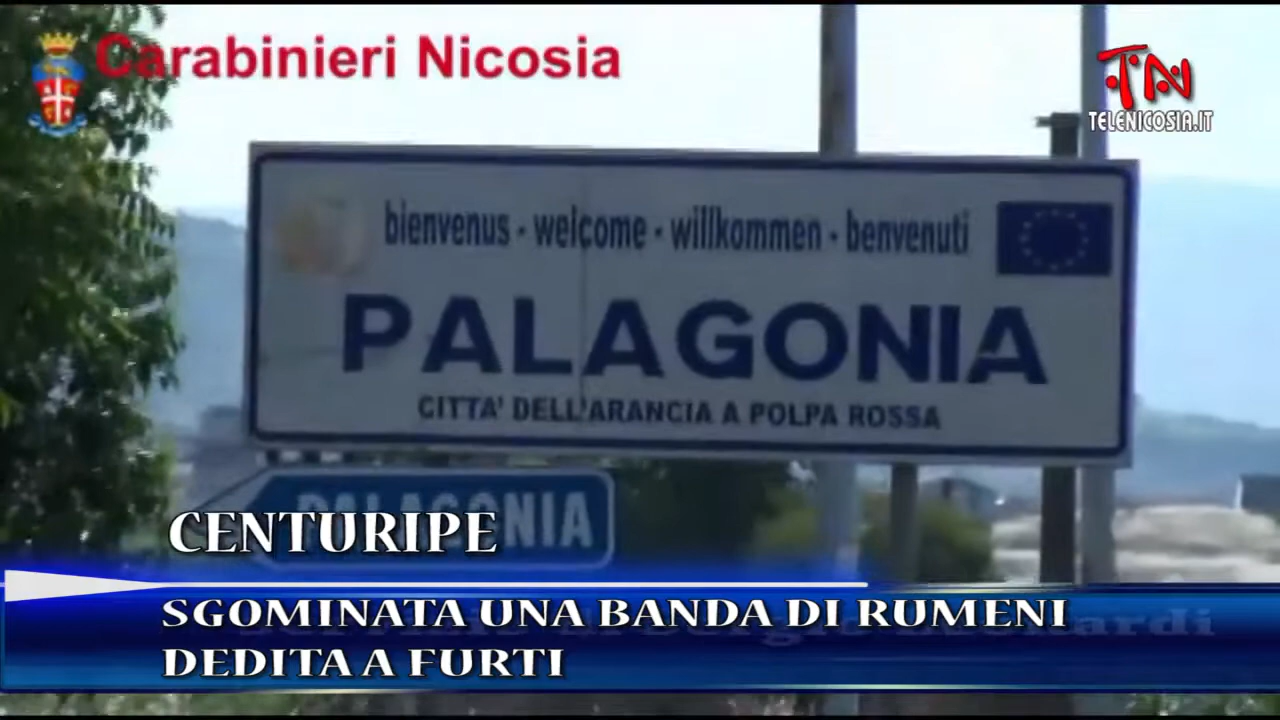 Carabinieri Nicosia
TN
TELENICOSIA.IT
bienvenus - welcome - willkommen - benvenuti
PALAGONIA
CITTA' DELL'ARANCIA A POLPA ROSSA
PALAGONIA
CENTURIPE
SGOMINATA UNA BANDA DI RUMENI
DEDITA A FURTI